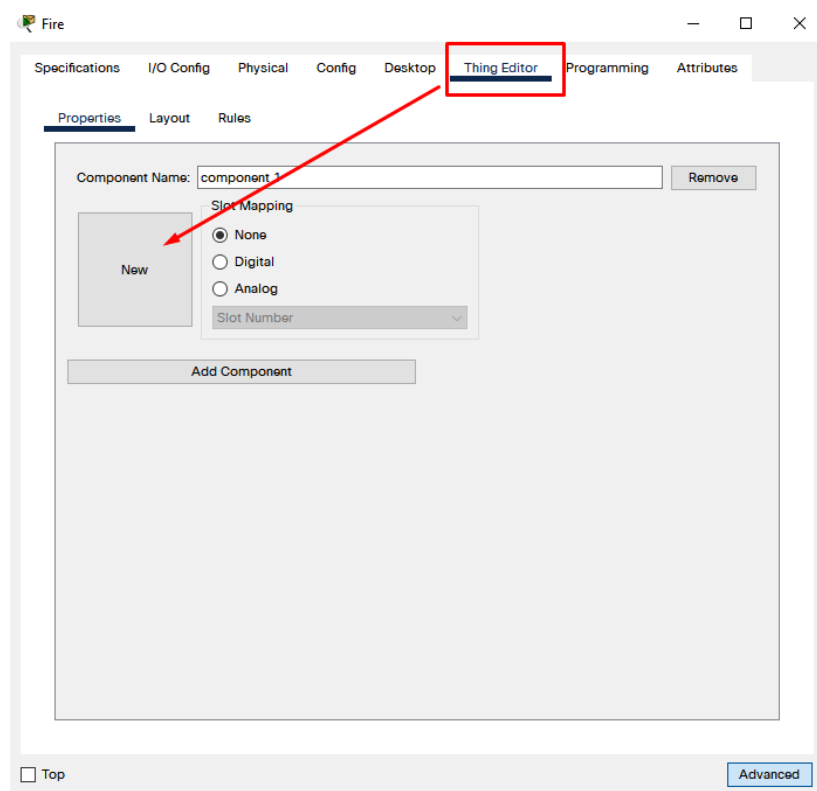 Fire
Specifications I/O Config Physical Config Desktop Thing Editor Programming Attributes
Properties Layout Rules
Component Name: component 1 Remove
Slot Mapping
None
New
Digital
Analog
Slot Number
Add Component
Top Advanced